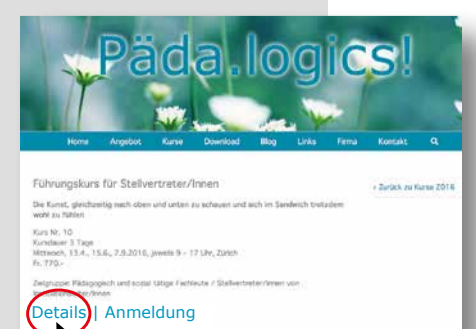 Päda.logics!
Home Angebot Kurse Download Blog Links Firma Kontakt
Führungskurs für Stellvertreter/Innen
› Zurück zu Kurse 2016
Die Kunst, gleichzeitig nach oben und unten zu schauen und sich im Sandwich trotzdem
wohl zu fühlen
Kurs Nr. 10
Kursdauer 3 Tage
Mittwoch, 13.4., 15.6., 7.9.2016, jeweils 9 – 17 Uhr, Zürich
Fr. 770.–
Zielgruppe: Pädagogisch und sozial tätige Fachleute / Stellvertreter/innen von
Details | Anmeldung